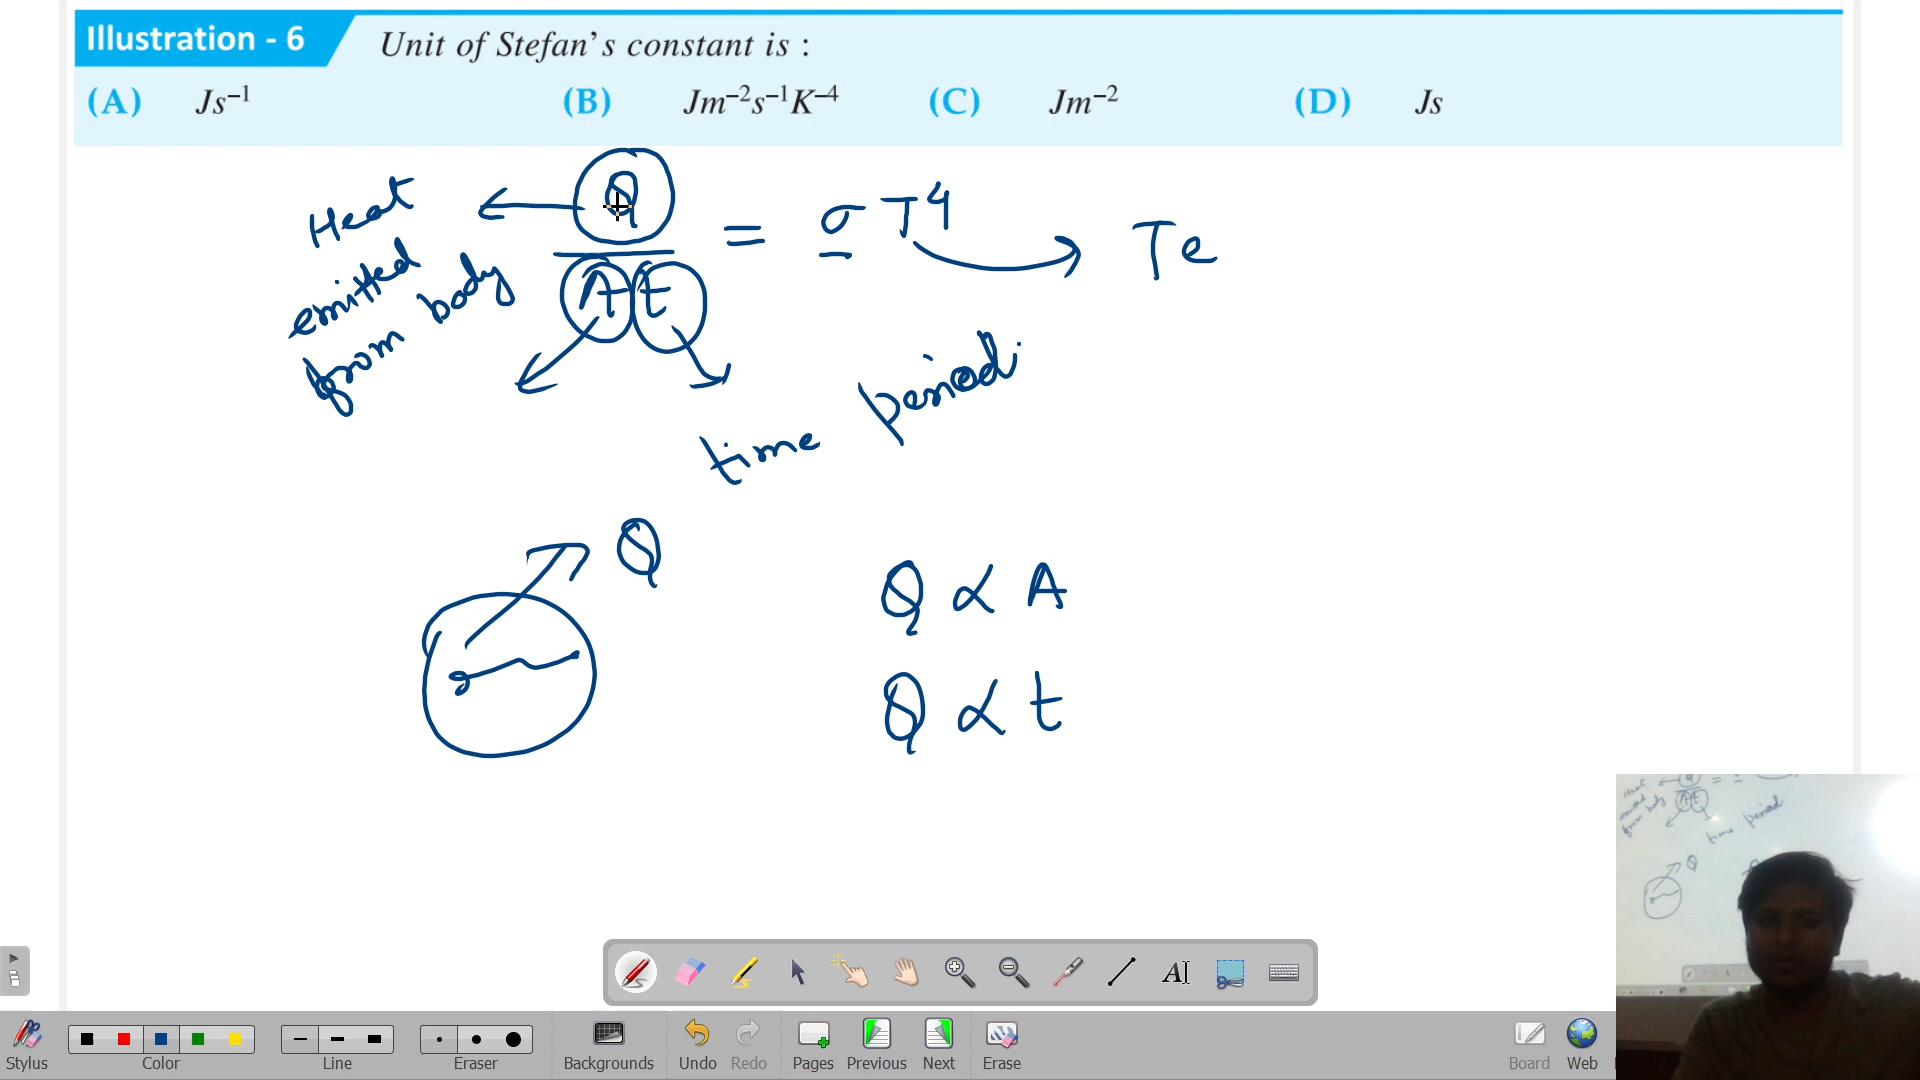 Illustration - 6 Unit of Stefan's constant is :
(A) Js⁻¹ (B) Jm⁻²s⁻¹K⁻⁴ (C) Jm⁻² (D) Js
Q/At = σT⁴ Te
Heat
emitted
from body
time period
Q
Q ∝ A
Q ∝ t
AI
Stylus Color Line Eraser Backgrounds Undo Redo Pages Previous Next Erase Board Web